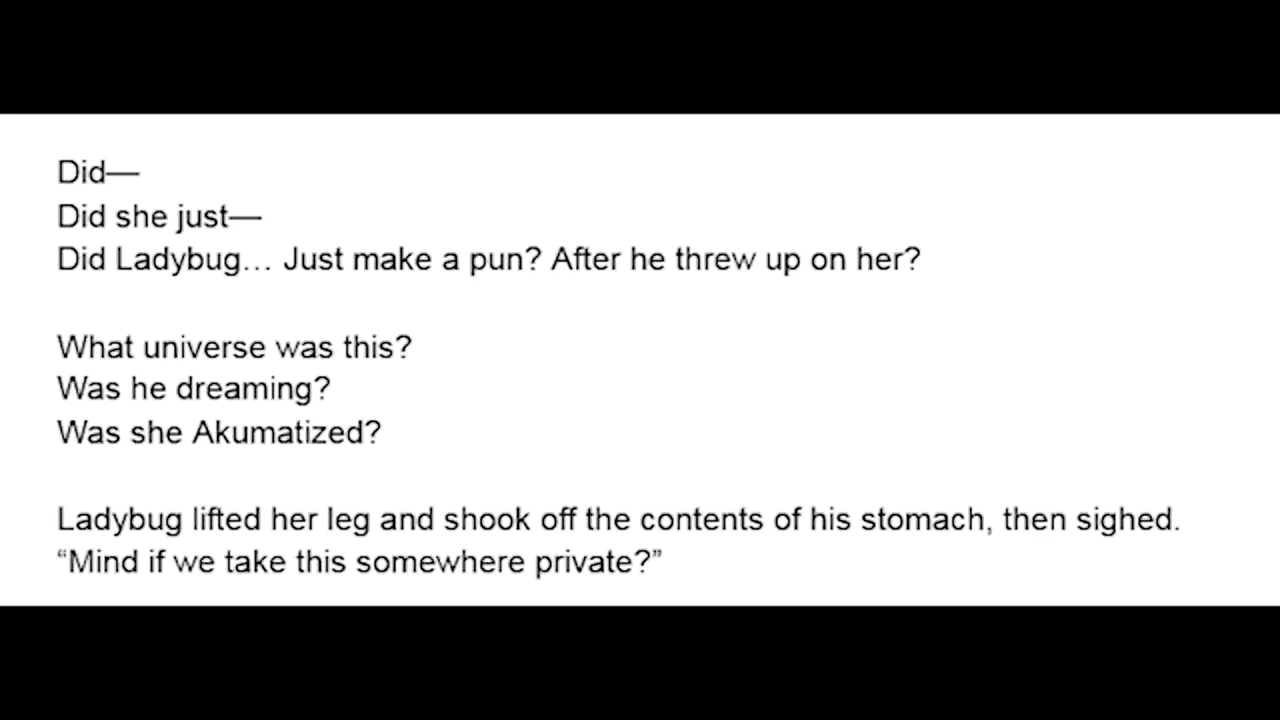 Did—
Did she just—
Did Ladybug… Just make a pun? After he threw up on her?
What universe was this?
Was he dreaming?
Was she Akumatized?
Ladybug lifted her leg and shook off the contents of his stomach, then sighed.
“Mind if we take this somewhere private?”